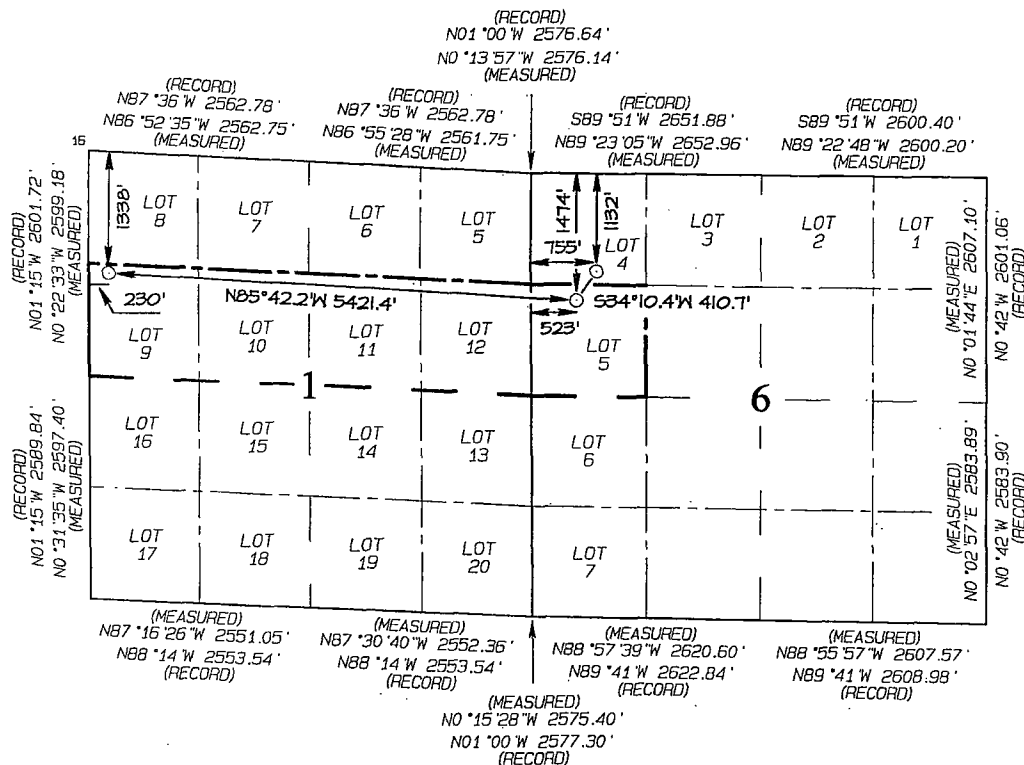 (RECORD)
N01 °00 'W 2576.64 '
N0 °13 '57 "W 2576.14 '
(MEASURED)
(RECORD)
N87 °36 'W 2562.78 '
N86 °52 '35 "W 2562.75 '
(MEASURED)
(RECORD)
N87 °36 'W 2562.78 '
N86 °55 '28 "W 2561.75 '
(MEASURED)
(RECORD)
S89 °51 'W 2651.88 '
N89 °23 '05 "W 2652.96 '
(MEASURED)
(RECORD)
S89 °51 'W 2600.40 '
N89 °22 '48 "W 2600.20 '
(MEASURED)
(RECORD)
N01 °15 'W 2601.72 '
N0 °22 '33 "W 2599.18 '
(MEASURED)
1338'
LOT
8
LOT
7
LOT
6
LOT
5
1474'
1132'
755'
LOT
4
LOT
3
LOT
2
LOT
1
(MEASURED)
N0 °01 '44 "E 2607.10 '
N0 °42 'W 2601.06 '
(RECORD)
230'
N85°42.2'W 5421.4'
S34°10.4'W 410.7'
523'
LOT
9
LOT
10
LOT
11
LOT
12
LOT
5
1
6
(RECORD)
N01 °15 'W 2589.84 '
N0 °31 '35 "W 2597.40 '
(MEASURED)
LOT
16
LOT
15
LOT
14
LOT
13
LOT
6
(MEASURED)
N0 °02 '57 "E 2583.89 '
N0 °42 'W 2583.90 '
(RECORD)
LOT
17
LOT
18
LOT
19
LOT
20
LOT
7
(MEASURED)
N87 °16 '26 "W 2551.05 '
N88 °14 'W 2553.54 '
(RECORD)
(MEASURED)
N87 °30 '40 "W 2552.36 '
N88 °14 'W 2553.54 '
(RECORD)
(MEASURED)
N88 °57 '39 "W 2620.60 '
N89 °41 'W 2622.84 '
(RECORD)
(MEASURED)
N88 °55 '57 "W 2607.57 '
N89 °41 'W 2608.98 '
(RECORD)
(MEASURED)
N0 °15 '28 "W 2575.40 '
N01 °00 'W 2577.30 '
(RECORD)